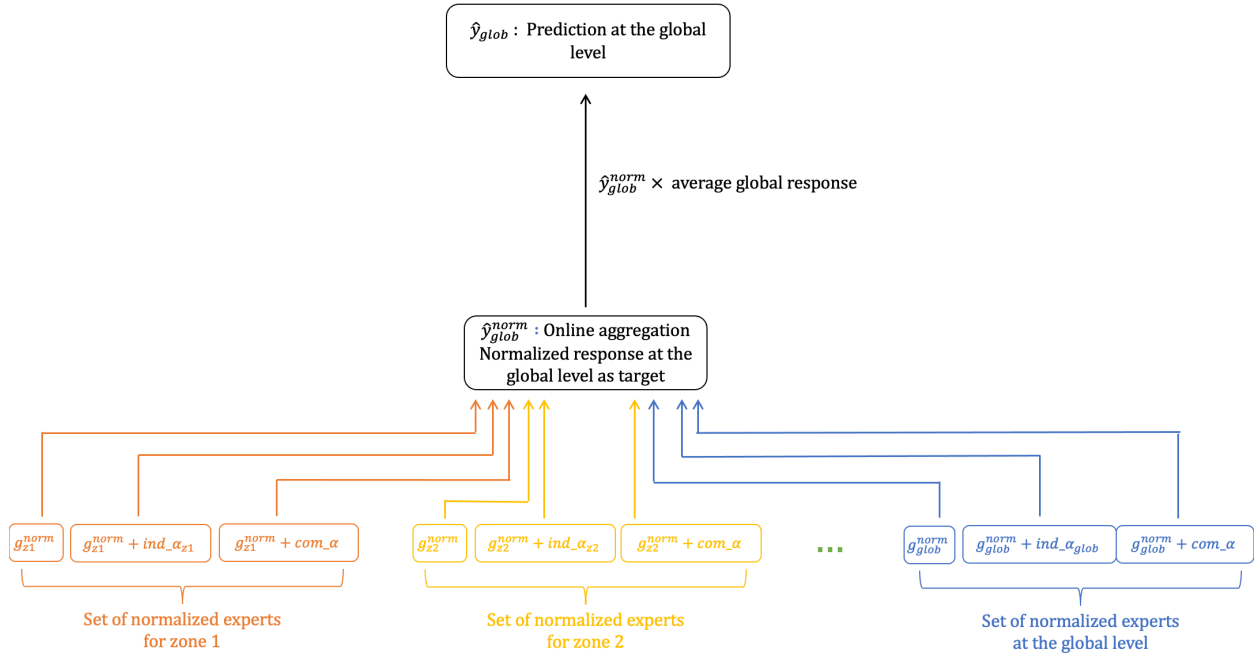 ŷ_glob : Prediction at the global
level
ŷ_glob^norm × average global response
ŷ_glob^norm : Online aggregation
Normalized response at the
global level as target
g_z1^norm
g_z1^norm + ind_α_z1
g_z1^norm + com_α
g_z2^norm
g_z2^norm + ind_α_z2
g_z2^norm + com_α
...
g_glob^norm
g_glob^norm + ind_α_glob
g_glob^norm + com_α
Set of normalized experts
for zone 1
Set of normalized experts
for zone 2
Set of normalized experts
at the global level